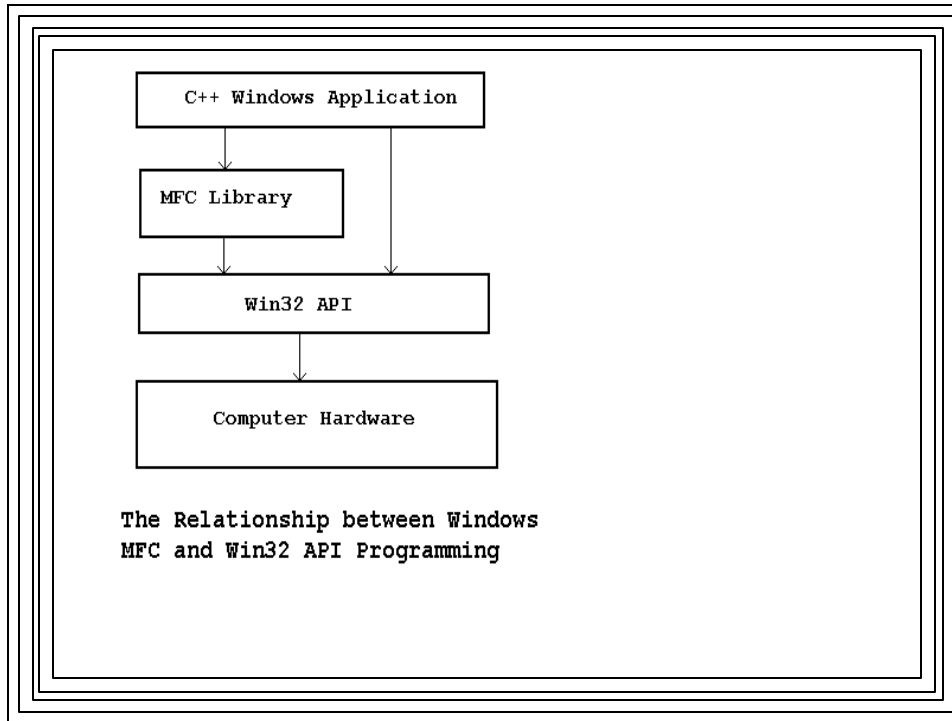 C++ Windows Application
MFC Library
Win32 API
Computer Hardware
The Relationship between Windows
MFC and Win32 API Programming